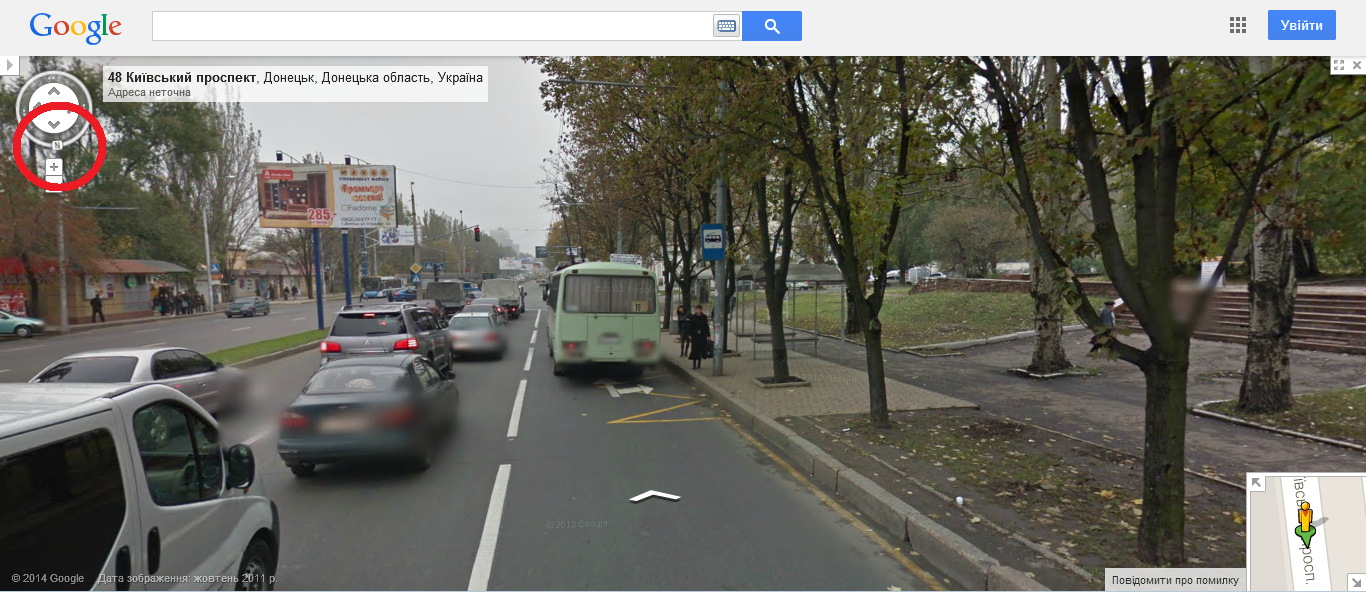 Google
Увійти
48 Київський проспект, Донецьк, Донецька область, Україна
Адреса неточна
N
285
19
© 2013 Google
© 2014 Google
Дата зображення: жовтень 2011 р.
Повідомити про помилку
просп.